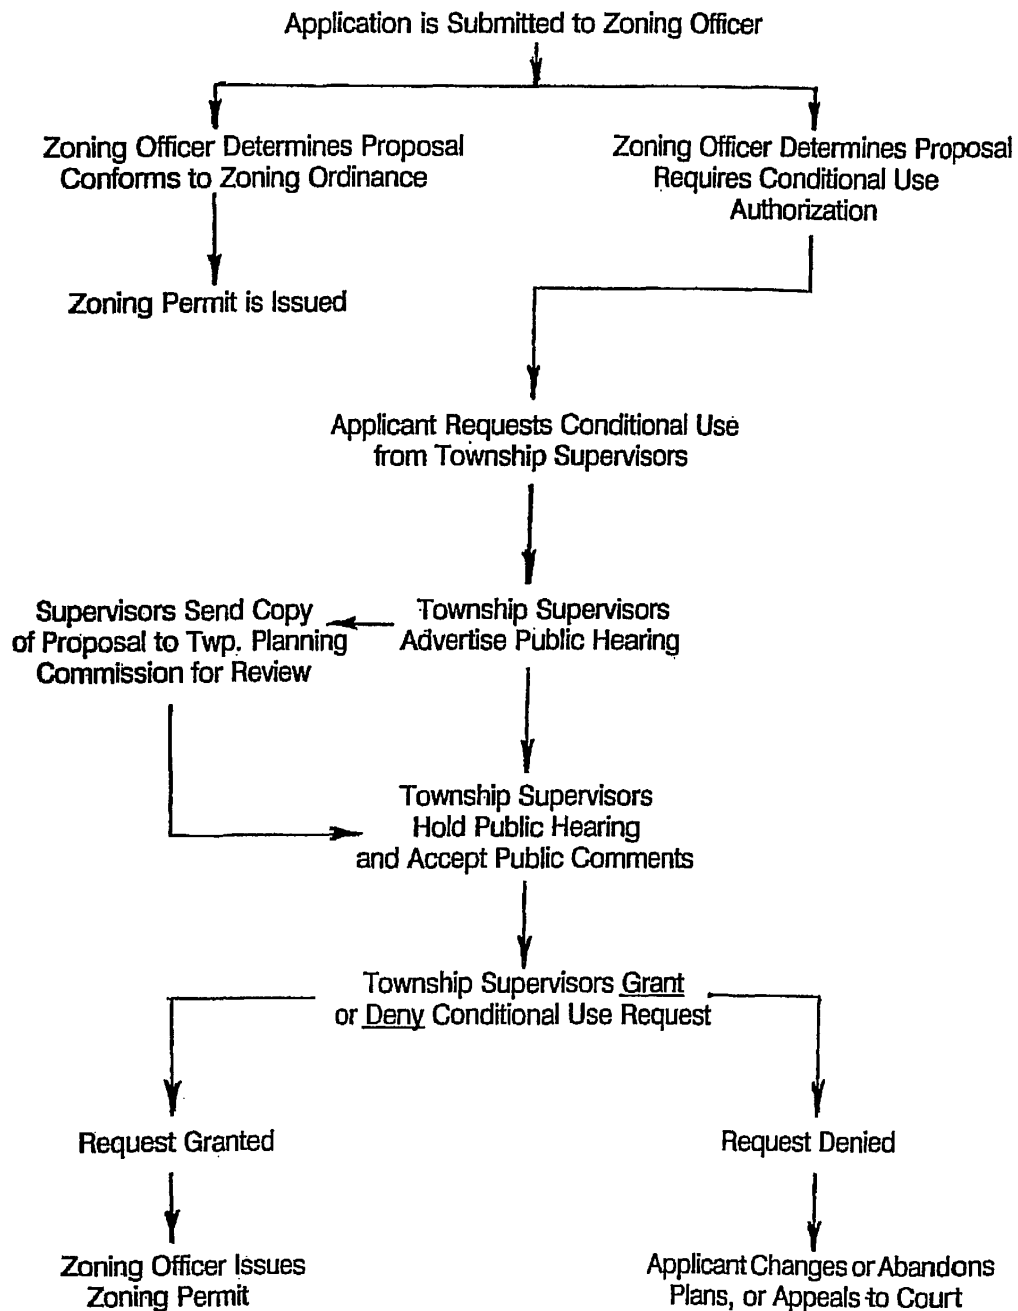 Application is Submitted to Zoning Officer
Zoning Officer Determines Proposal
Conforms to Zoning Ordinance
Zoning Officer Determines Proposal
Requires Conditional Use
Authorization
Zoning Permit is Issued
Applicant Requests Conditional Use
from Township Supervisors
Supervisors Send Copy
of Proposal to Twp. Planning
Commission for Review
Township Supervisors
Advertise Public Hearing
Township Supervisors
Hold Public Hearing
and Accept Public Comments
Township Supervisors Grant
or Deny Conditional Use Request
Request Granted
Request Denied
Zoning Officer Issues
Zoning Permit
Applicant Changes or Abandons
Plans, or Appeals to Court